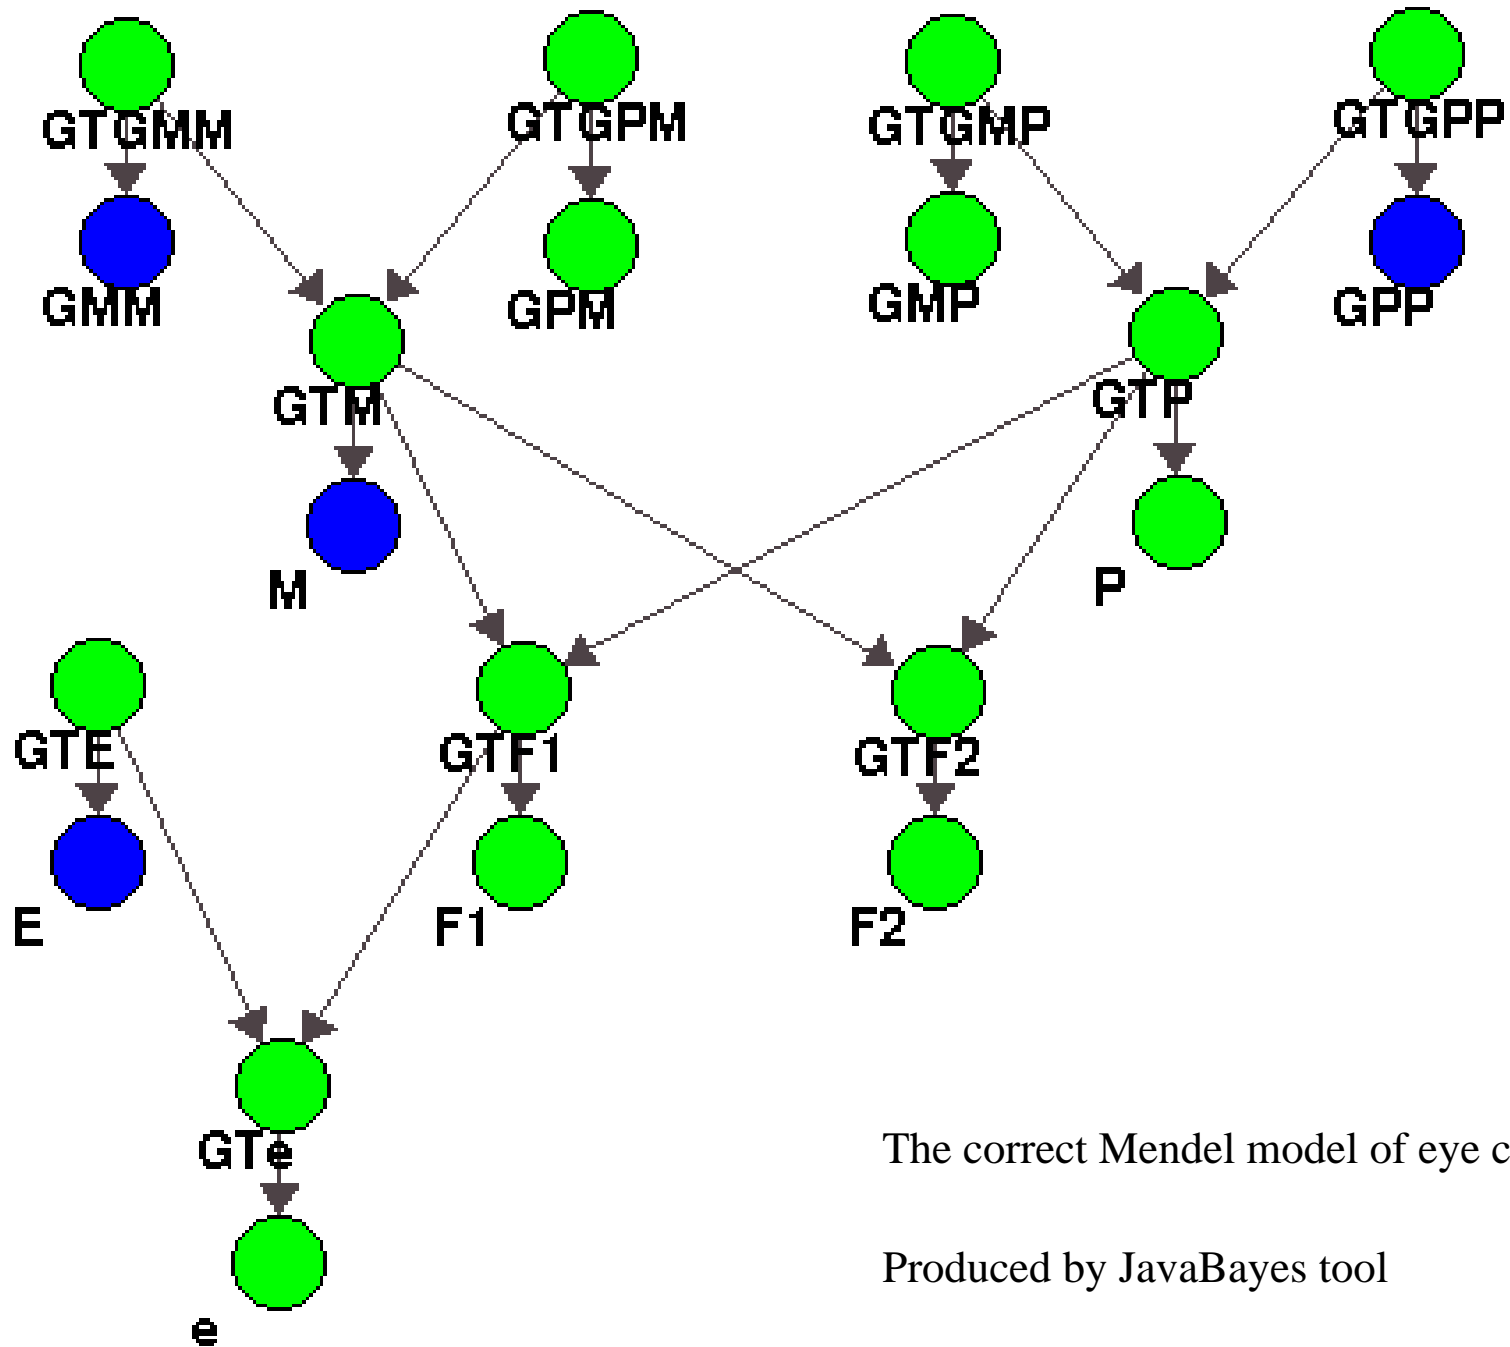 GTGMM
GTGPM
GTGMP
GTGPP
GMM
GPM
GMP
GPP
GTM
GTP
M
P
GTE
GTF1
GTF2
E
F1
F2
GTe
The correct Mendel model of eye c
Produced by JavaBayes tool
e